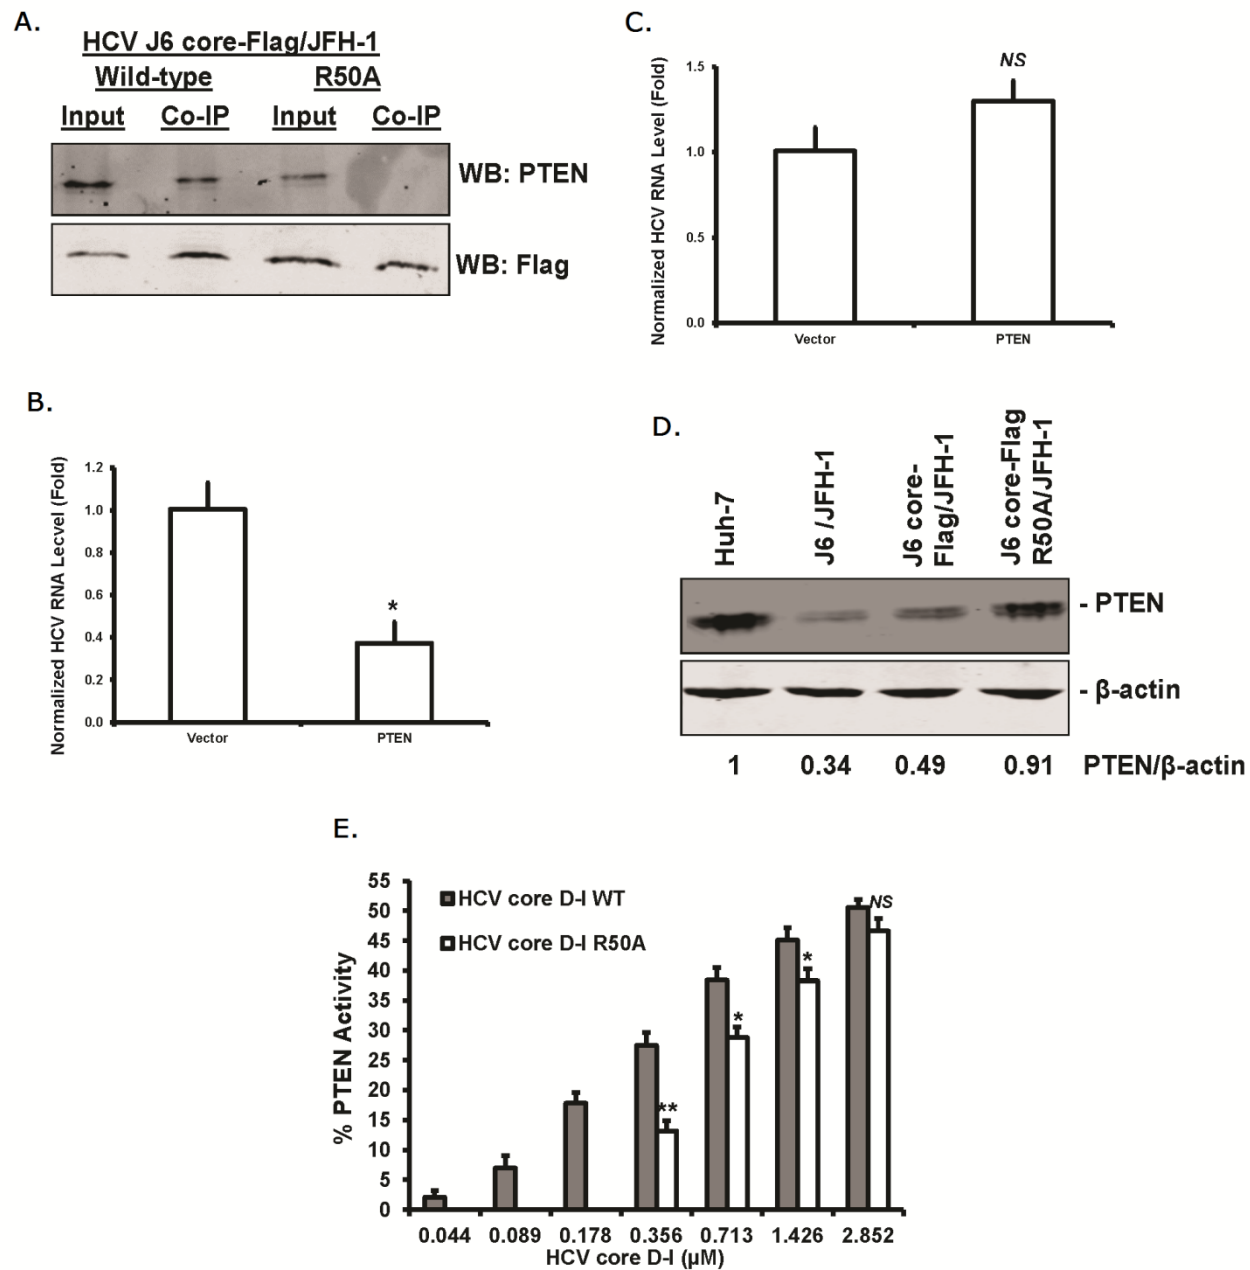 A.
HCV J6 core-Flag/JFH-1
Wild-type R50A
Input Co-IP Input Co-IP
WB: PTEN
WB: Flag
C.
Normalized HCV RNA Level (Fold)
1.5
1.0
0.5
0.0
NS
Vector PTEN
B.
Normalized HCV RNA Lecvel (Fold)
1.2
1.0
0.8
0.6
0.4
0.2
0.0
*
Vector PTEN
D.
Huh-7
J6 /JFH-1
J6 core-
Flag/JFH-1
J6 core-Flag
R50A/JFH-1
- PTEN
- β-actin
1 0.34 0.49 0.91 PTEN/β-actin
E.
% PTEN Activity
55
50
45
40
35
30
25
20
15
10
5
0
HCV core D-I WT
HCV core D-I R50A
**
*
*
NS
0.044 0.089 0.178 0.356 0.713 1.426 2.852
HCV core D-I (μM)